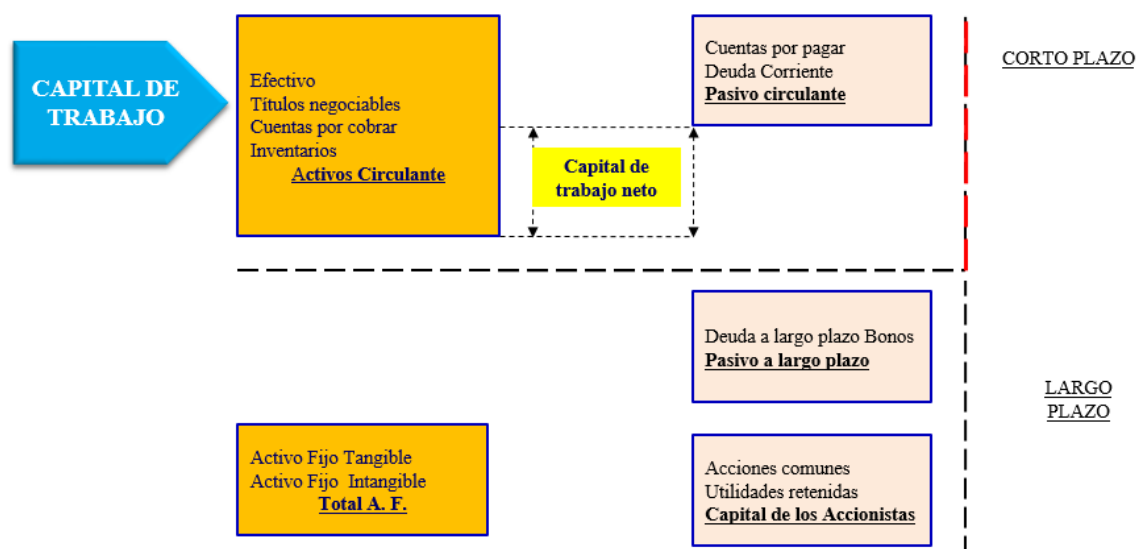 CAPITAL DE
TRABAJO
Efectivo
Títulos negociables
Cuentas por cobrar
Inventarios
Activos Circulante
Capital de
trabajo neto
Cuentas por pagar
Deuda Corriente
Pasivo circulante
CORTO PLAZO
Deuda a largo plazo Bonos
Pasivo a largo plazo
LARGO
PLAZO
Activo Fijo Tangible
Activo Fijo Intangible
Total A. F.
Acciones comunes
Utilidades retenidas
Capital de los Accionistas